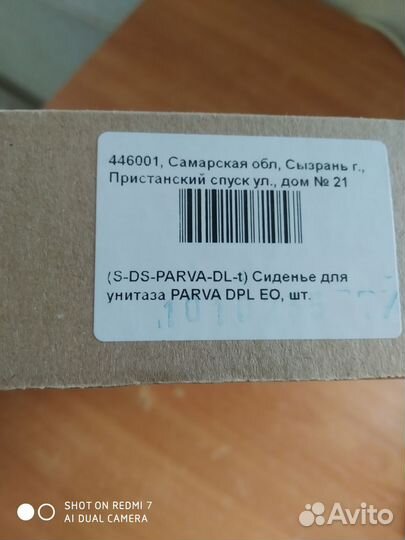 446001, Самарская обл, Сызрань г.,
Пристанский спуск ул., дом № 21
(S-DS-PARVA-DL-t) Сиденье для
унитаза PARVA DPL EO, шт.
SHOT ON REDMI 7
AI DUAL CAMERA
Avito